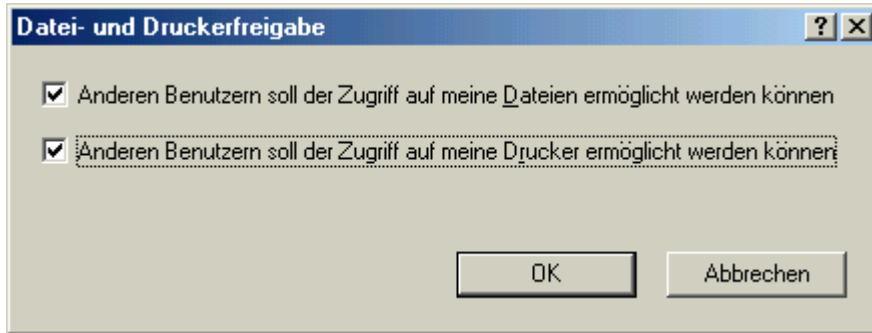 Datei- und Druckerfreigabe
Anderen Benutzern soll der Zugriff auf meine Dateien ermöglicht werden können
Anderen Benutzern soll der Zugriff auf meine Drucker ermöglicht werden können
OK Abbrechen